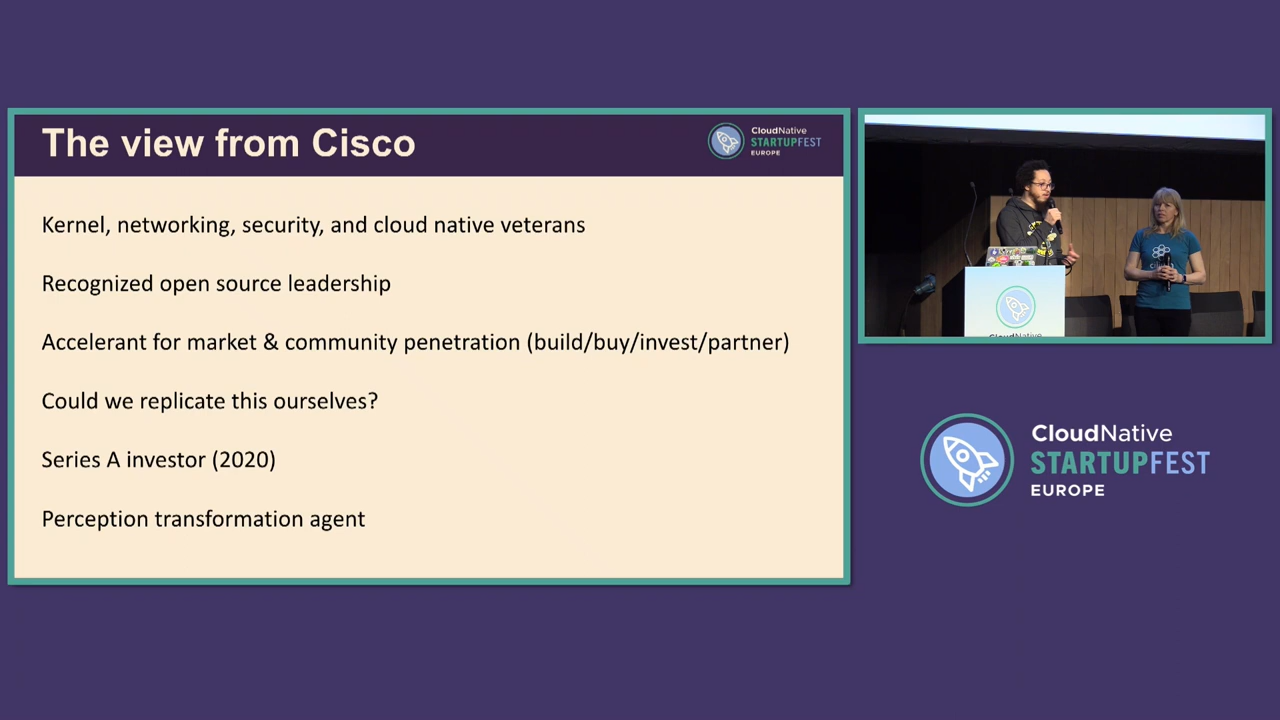 The view from Cisco
CloudNative
STARTUPFEST
EUROPE
Kernel, networking, security, and cloud native veterans
Recognized open source leadership
Accelerant for market & community penetration (build/buy/invest/partner)
Could we replicate this ourselves?
Series A investor (2020)
Perception transformation agent
CloudNative
CloudNative
STARTUPFEST
EUROPE